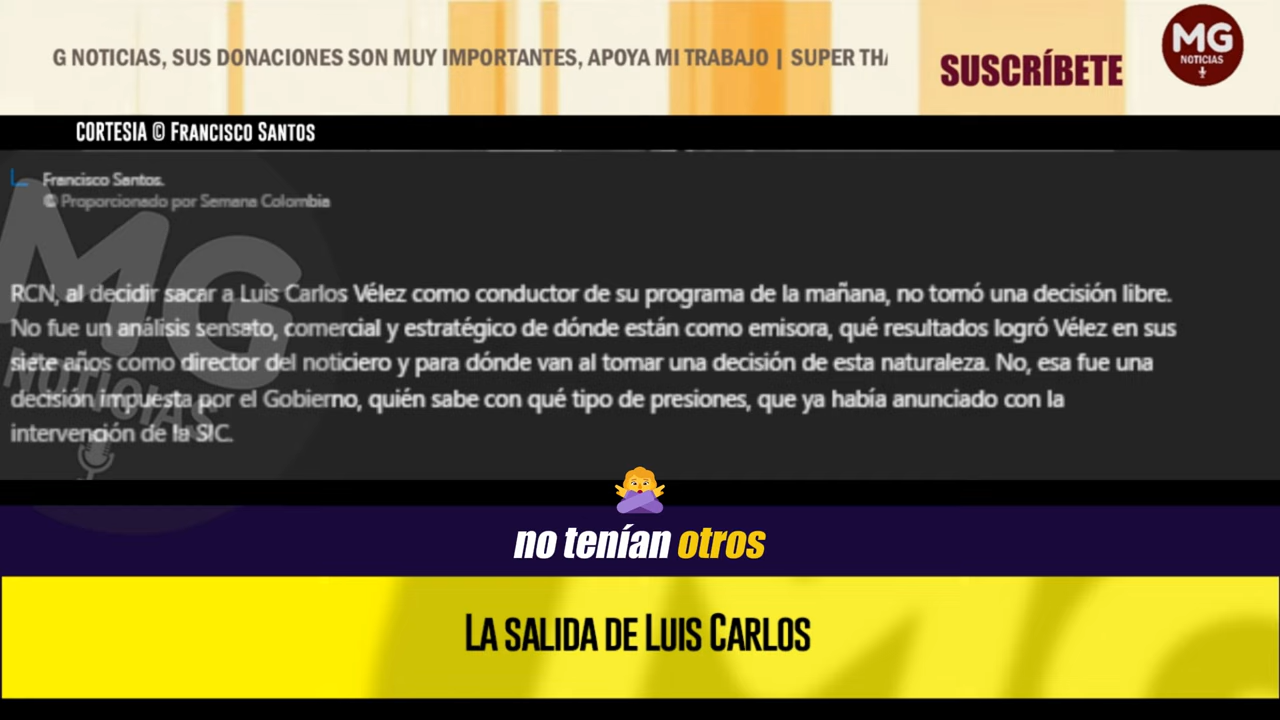 G NOTICIAS, SUS DONACIONES SON MUY IMPORTANTES, APOYA MI TRABAJO | SUPER THA
SUSCRÍBETE
MG
NOTICIAS
CORTESIA © FRANCISCO SANTOS
Francisco Santos.
© Proporcionado por Semana Colombia
RCN, al decidir sacar a Luis Carlos Vélez como conductor de su programa de la mañana, no tomó una decisión libre.
No fue un análisis sensato, comercial y estratégico de dónde están como emisora, qué resultados logró Vélez en sus
siete años como director del noticiero y para dónde van al tomar una decisión de esta naturaleza. No, esa fue una
decisión impuesta por el Gobierno, quién sabe con qué tipo de presiones, que ya había anunciado con la
intervención de la SIC.
MG
NOTICIAS
no tenían otros
LA SALIDA DE LUIS CARLOS